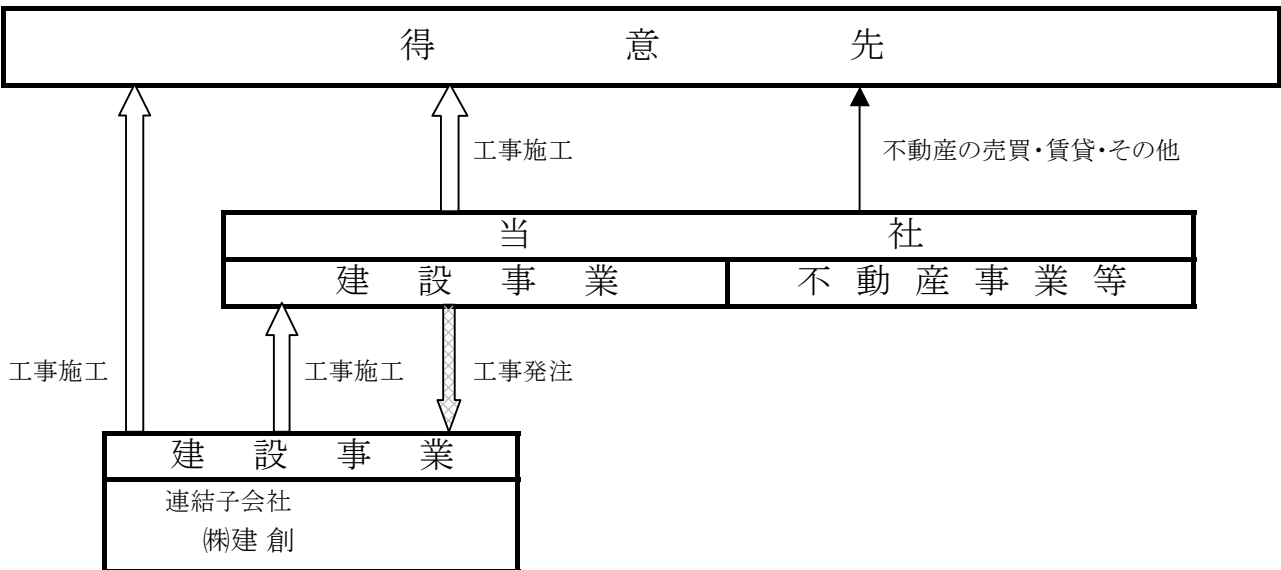 得意先
工事施工
不動産の売買・賃貸・その他
当社
建設事業
不動産事業等
工事施工
工事施工
工事発注
建設事業
連結子会社
㈱建 創